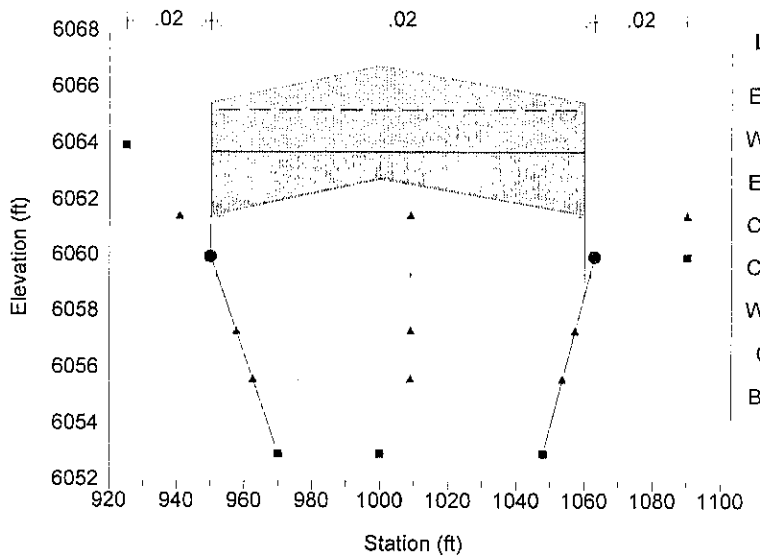 .02 .02 .02
6068
6066
6064
6062
6060
6058
6056
6054
6052
Elevation (ft)
920 940 960 980 1000 1020 1040 1060 1080 1100
Station (ft)
L
E
W
E
C
C
W
B